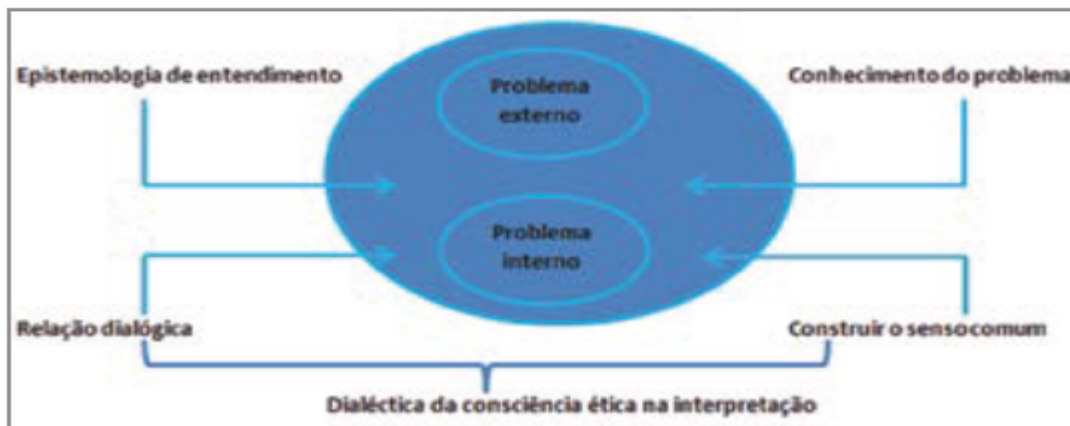 Epistemologia de entendimento
Problema
externo
Conhecimento do problema
Problema
interno
Relação dialógica
Construir o sensocomum
Dialéctica da consciência ética na interpretação